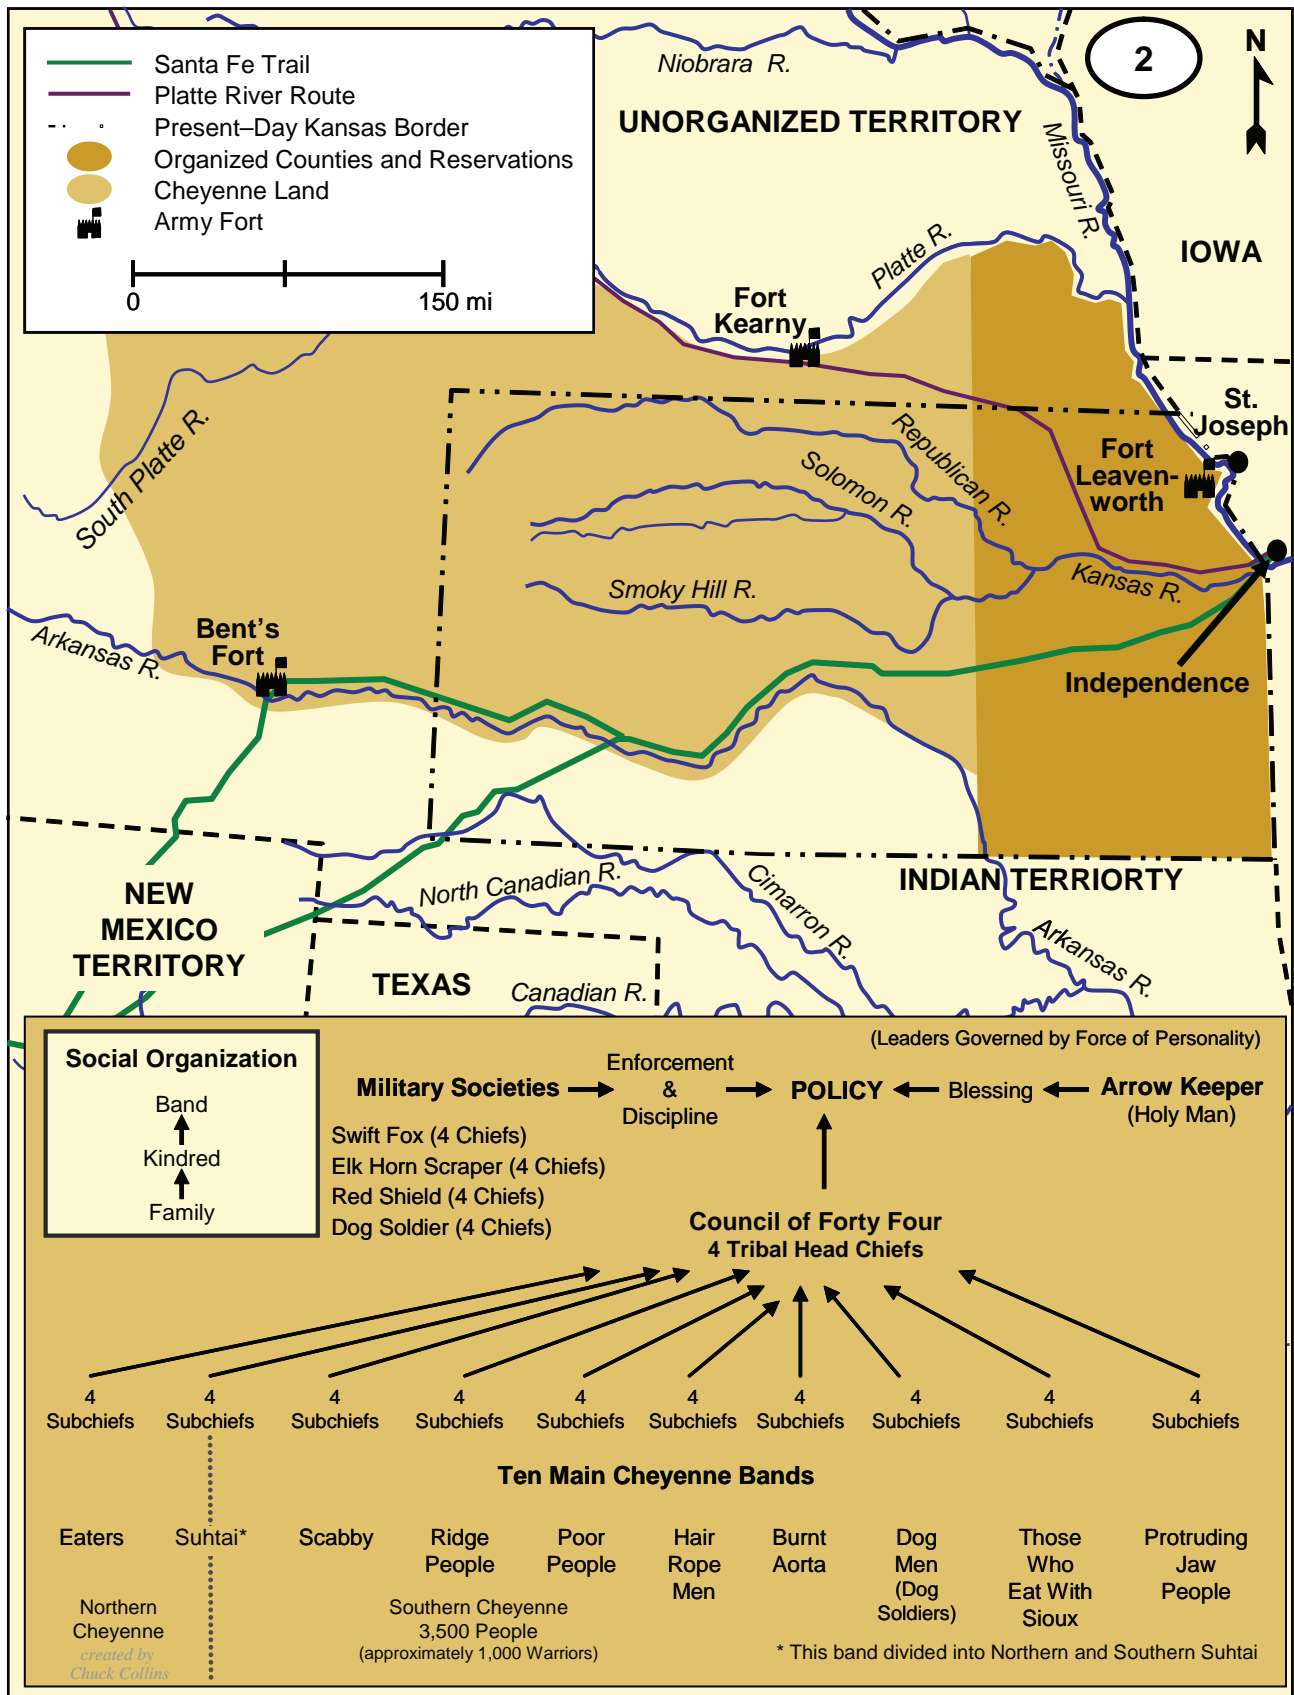 Santa Fe Trail
Platte River Route
Present–Day Kansas Border
Organized Counties and Reservations
Cheyenne Land
Army Fort
0
150 mi
Niobrara R.
2
N
UNORGANIZED TERRITORY
Missouri R.
IOWA
Platte R.
Fort
Kearny
St.
Joseph
South Platte R.
Republican R.
Solomon R.
Fort
Leaven-
worth
Smoky Hill R.
Kansas R.
Arkansas R.
Bent's
Fort
Independence
NEW
MEXICO
TERRITORY
North Canadian R.
Cimarron R.
INDIAN TERRIORTY
Arkansas R.
TEXAS
Canadian R.
Social Organization
Band
Kindred
Family
(Leaders Governed by Force of Personality)
Military Societies
Enforcement
&
Discipline
POLICY
Blessing
Arrow Keeper
(Holy Man)
Swift Fox (4 Chiefs)
Elk Horn Scraper (4 Chiefs)
Red Shield (4 Chiefs)
Dog Soldier (4 Chiefs)
Council of Forty Four
4 Tribal Head Chiefs
4 4 4 4 4 4 4 4 4 4
Subchiefs Subchiefs Subchiefs Subchiefs Subchiefs Subchiefs Subchiefs Subchiefs Subchiefs Subchiefs
Ten Main Cheyenne Bands
Eaters
Suhtai*
Scabby
Ridge
People
Poor
People
Hair
Rope
Men
Burnt
Aorta
Dog
Men
(Dog
Soldiers)
Those
Who
Eat With
Sioux
Protruding
Jaw
People
Northern
Cheyenne
created by
Chuck Collins
Southern Cheyenne
3,500 People
(approximately 1,000 Warriors)
* This band divided into Northern and Southern Suhtai